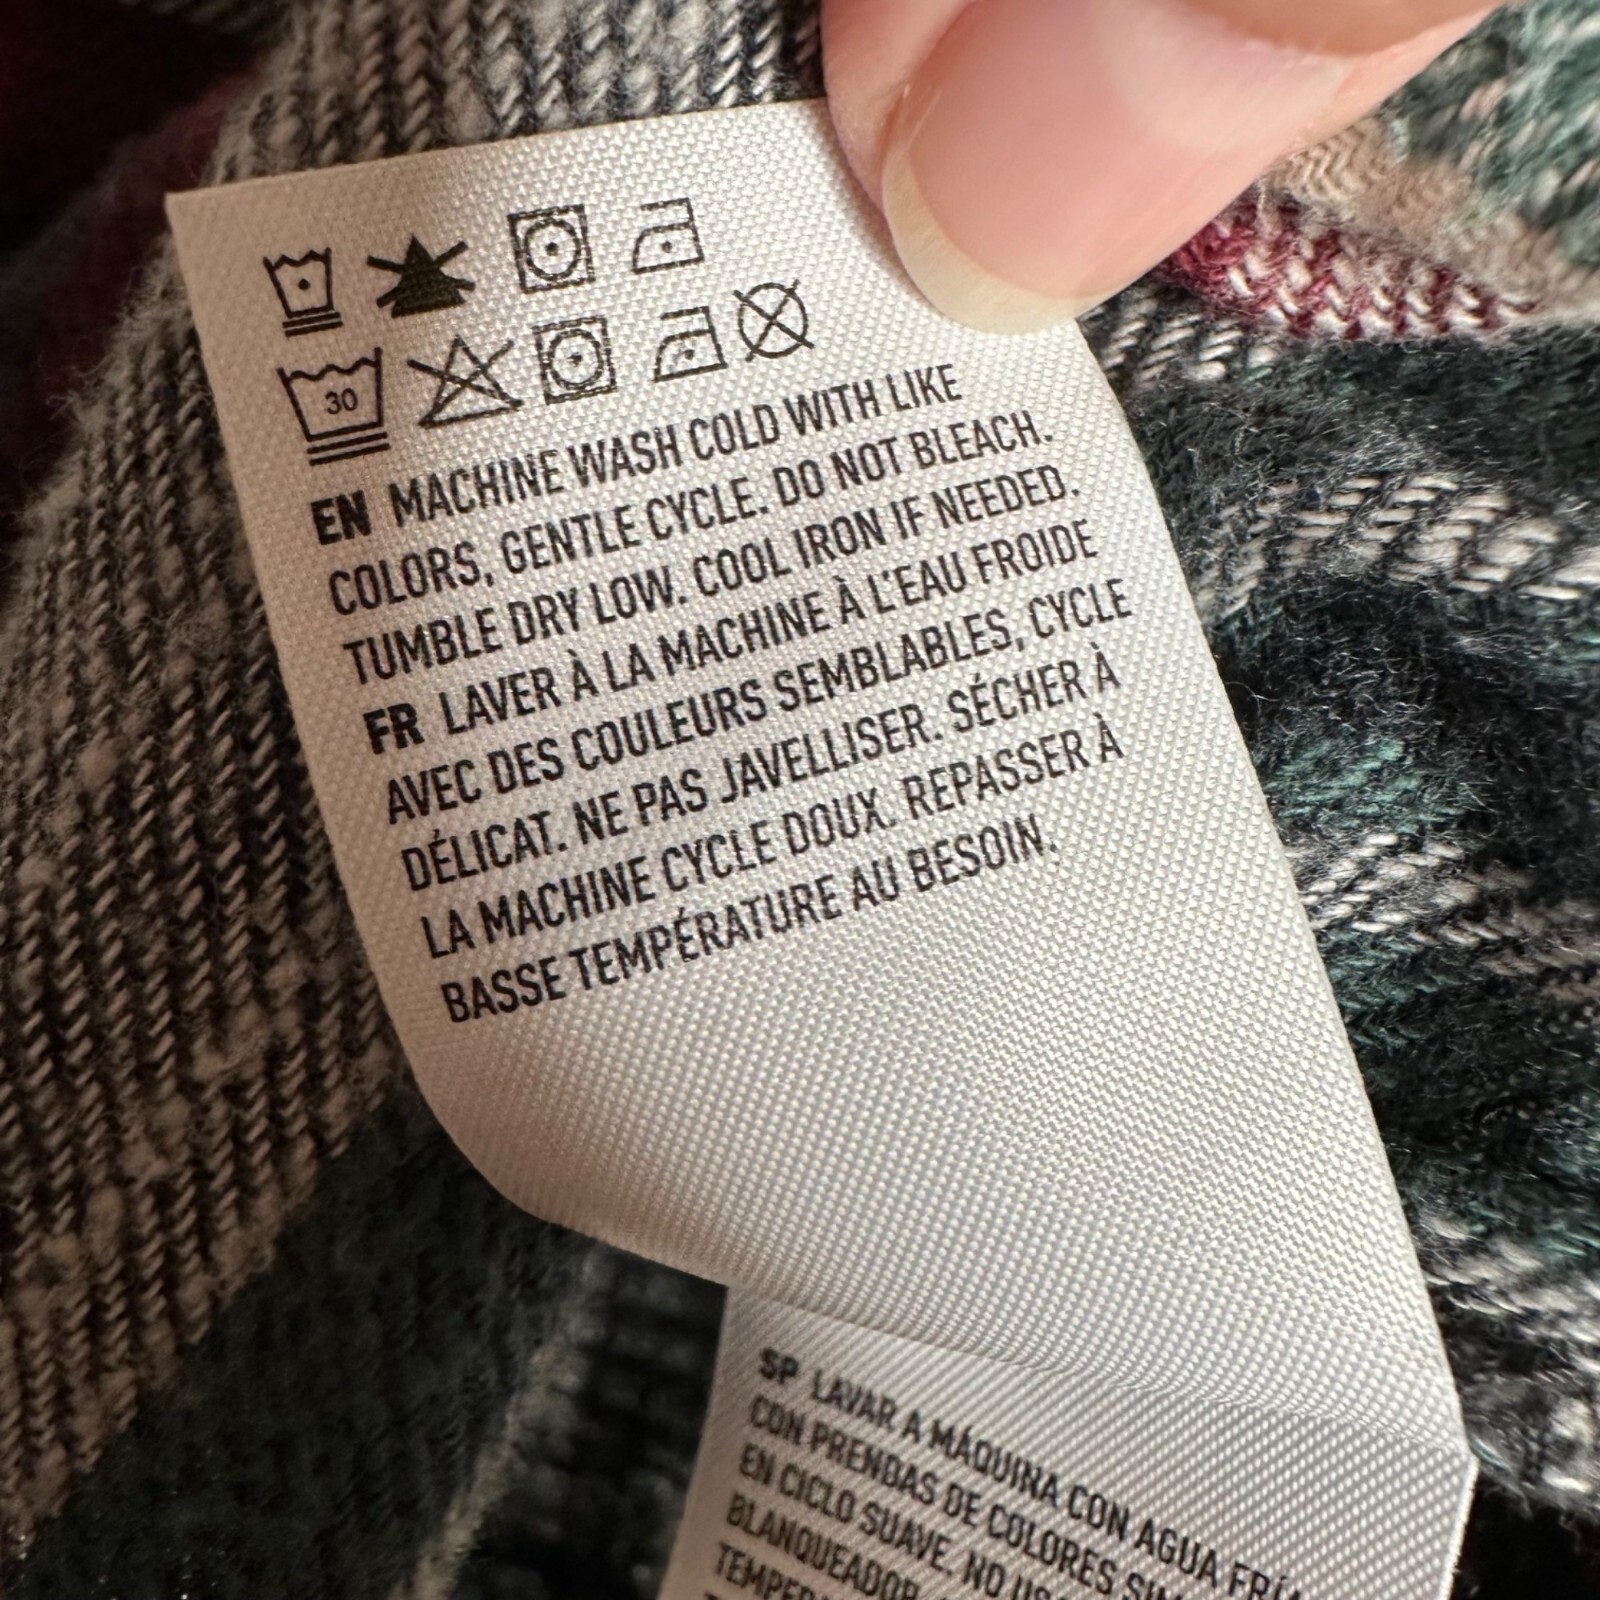 30
EN MACHINE WASH COLD WITH LIKE
COLORS, GENTLE CYCLE. DO NOT BLEACH.
TUMBLE DRY LOW. COOL IRON IF NEEDED.
FR LAVER À LA MACHINE À L'EAU FROIDE
AVEC DES COULEURS SEMBLABLES, CYCLE
DÉLICAT. NE PAS JAVELLISER. SÉCHER À
LA MACHINE CYCLE DOUX. REPASSER À
BASSE TEMPÉRATURE AU BESOIN.
SP LAVAR A MÁQUINA CON AGUA
CON PRENDAS DE COLORES
EN CICLO SUAVE. NO
BLANQUEADOR.